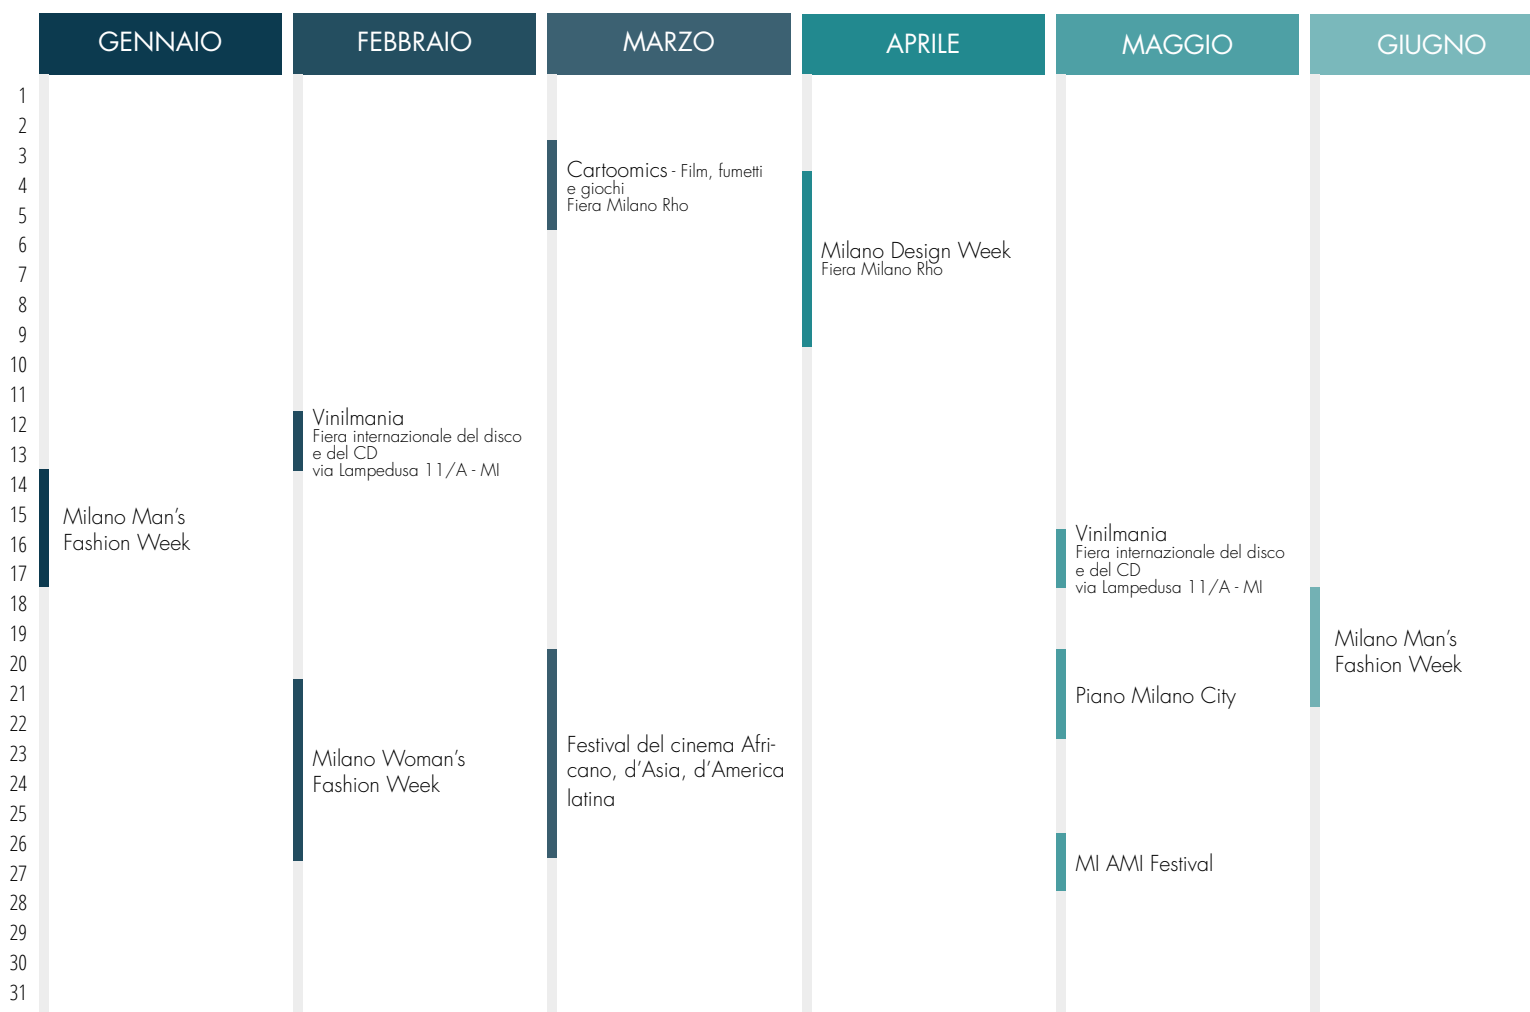 GENNAIO
FEBBRAIO
MARZO
APRILE
MAGGIO
GIUGNO
1
2
3
4
5
6
7
8
9
10
11
12
13
14
15
16
17
18
19
20
21
22
23
24
25
26
27
28
29
30
31
Milano Man's
Fashion Week
Vinilmania
Fiera internazionale del disco
e del CD
via Lampedusa 11/A - MI
Milano Woman's
Fashion Week
Cartoomics - Film, fumetti
e giochi
Fiera Milano Rho
Festival del cinema Afri-
cano, d'Asia, d'America
latina
Milano Design Week
Fiera Milano Rho
Vinilmania
Fiera internazionale del disco
e del CD
via Lampedusa 11/A - MI
Piano Milano City
MI AMI Festival
Milano Man's
Fashion Week